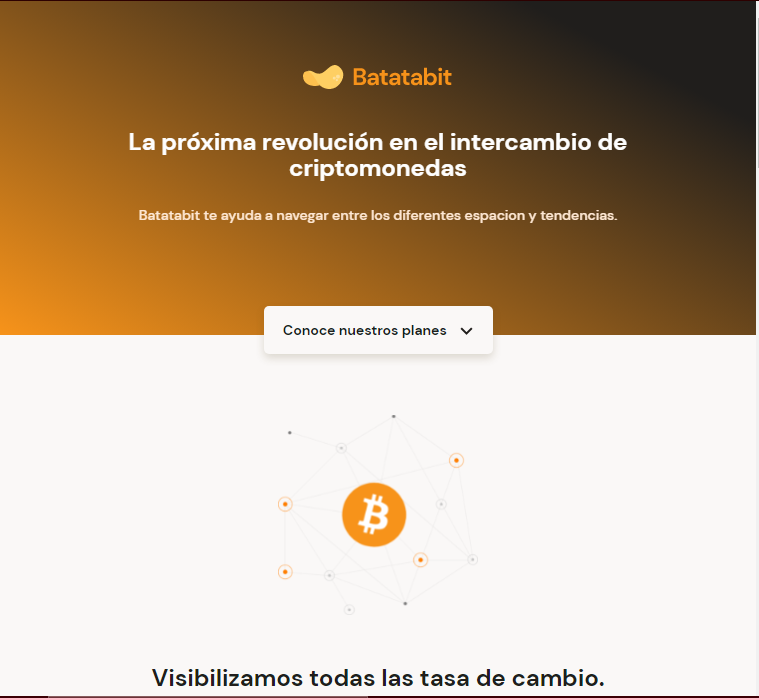 Batatabit
La próxima revolución en el intercambio de
criptomonedas
Batatabit te ayuda a navegar entre los diferentes espacion y tendencias.
Conoce nuestros planes
Visibilizamos todas las tasa de cambio.